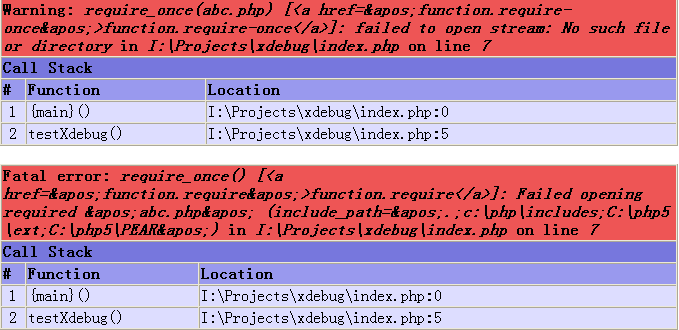 Warning: require_once(abc.php) [<a href=&apos;function.require-
once&apos;>function.require-once</a>]: failed to open stream: No such file
or directory in I:\Projects\xdebug\index.php on line 7
Call Stack
# Function Location
1 {main}() I:\Projects\xdebug\index.php:0
2 testXdebug() I:\Projects\xdebug\index.php:5
Fatal error: require_once() [<a
href=&apos;function.require&apos;>function.require</a>]: Failed opening
required &apos;abc.php&apos; (include_path=&apos;.;c:\php\includes;C:\php5
\ext;C:\php5\PEAR&apos;) in I:\Projects\xdebug\index.php on line 7
Call Stack
# Function Location
1 {main}() I:\Projects\xdebug\index.php:0
2 testXdebug() I:\Projects\xdebug\index.php:5